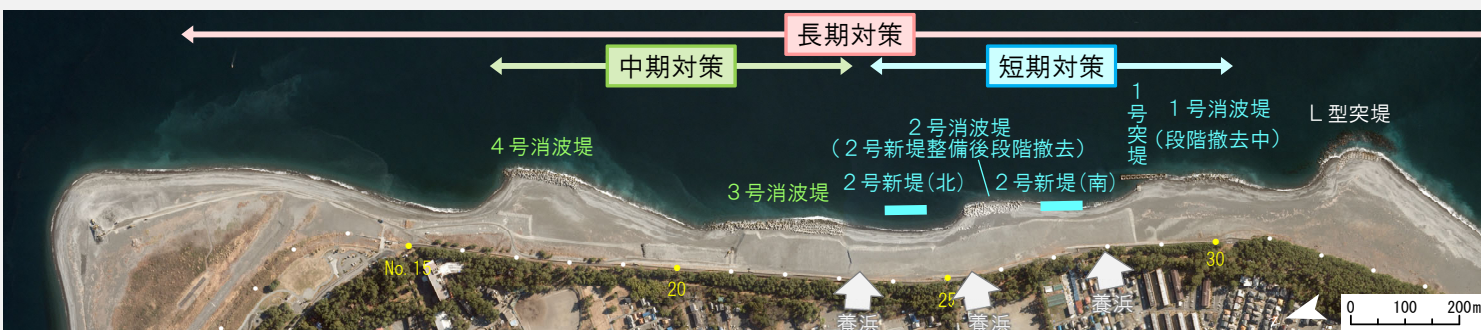 長期対策
中期対策
短期対策
4号消波堤
3号消波堤
2号消波堤
(2号新堤整備後段階撤去)
2号新堤(北)
2号新堤(南)
1号突堤
1号消波堤
(段階撤去中)
L型突堤
No.15
20
25
30
養浜
養浜
養浜
0 100 200m